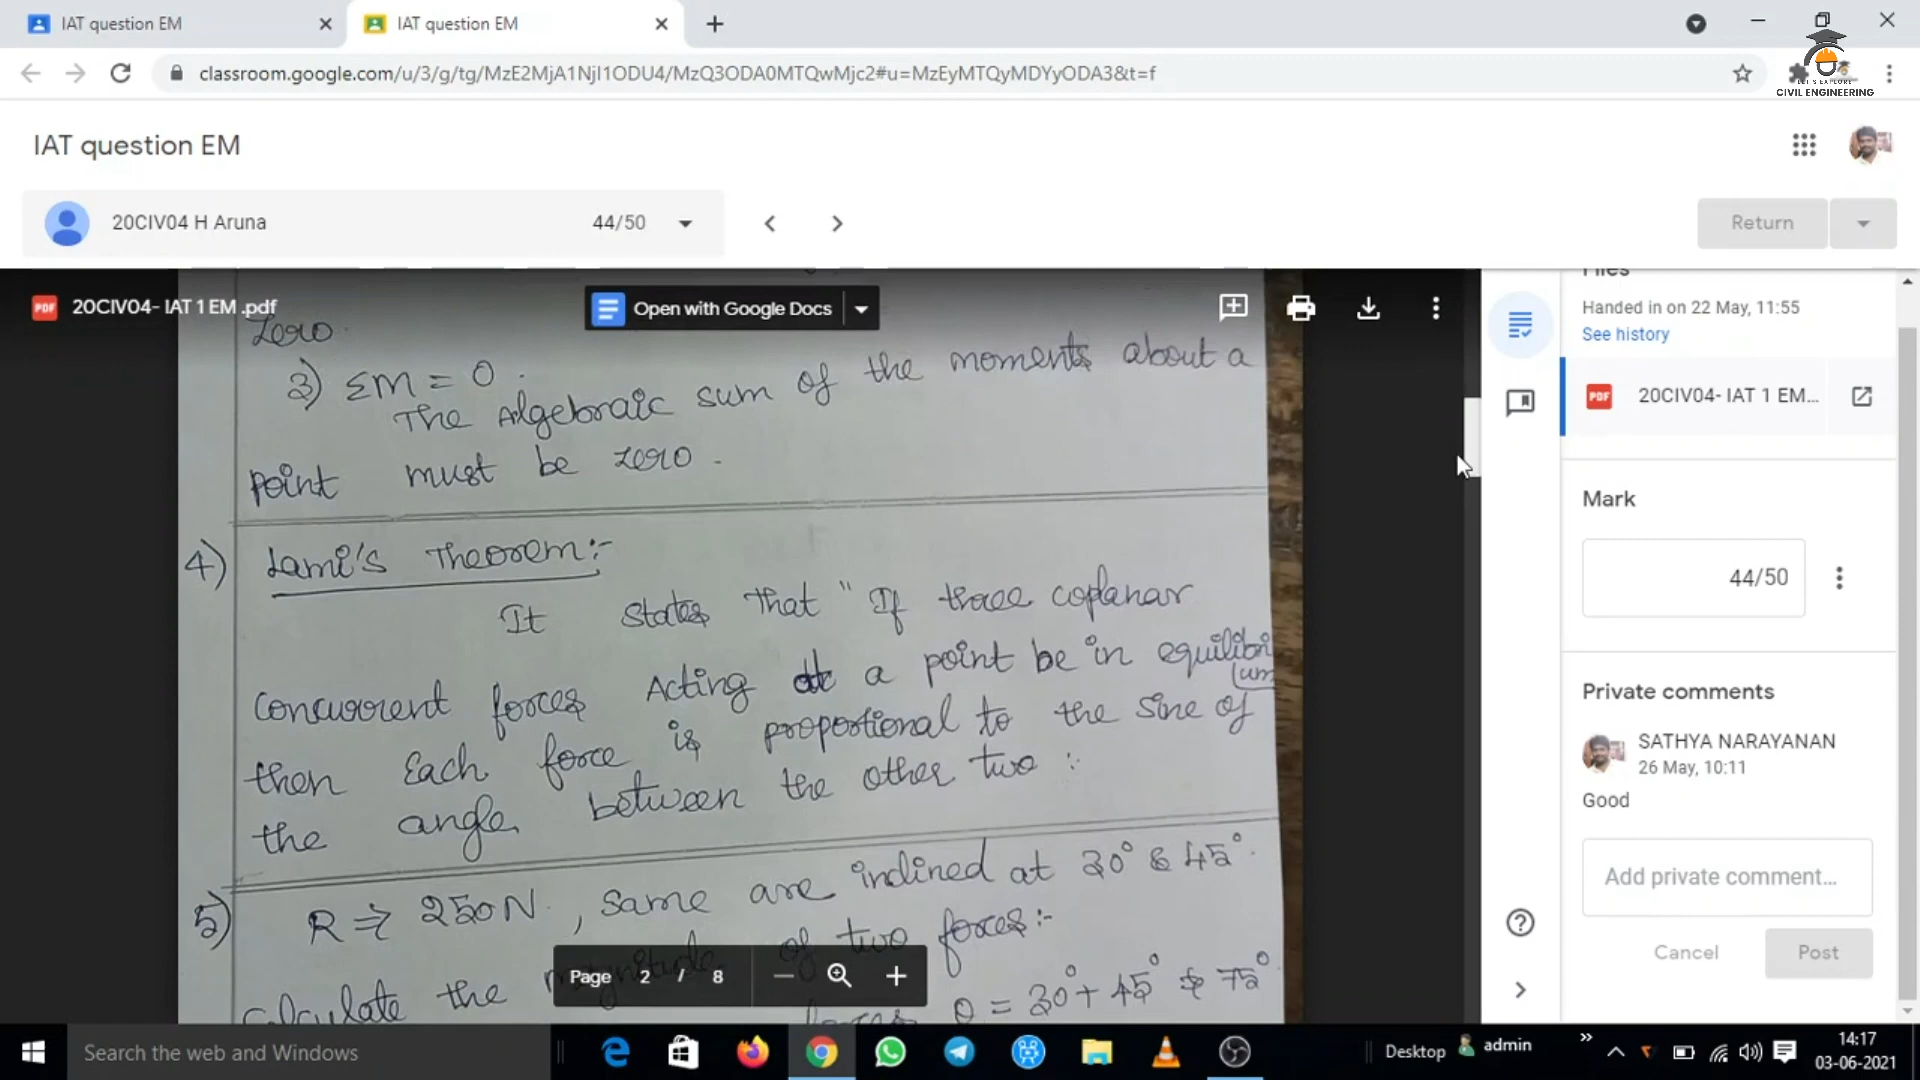 IAT question EM
IAT question EM
classroom.google.com/u/3/g/tg/MzE2MjA1NjI1ODU4/MzQ3ODA0MTQwMjc2#u=MzEyMTQyMDYyODA3&t=f
LET'S EXPLORE
CIVIL ENGINEERING
IAT question EM
20CIV04 H Aruna
44/50
Return
20CIV04- IAT 1 EM .pdf
Open with Google Docs
zero.
3) ΣM = 0.
The Algebraic sum of the moments about a
point must be zero.
4) Lami's Theorem:-
It states that " If three coplanar
concurrent forces Acting at a point be in equilibrium
then Each force is proportional to the sine of
the angle between the other two :
5) R ⇒ 250N, same are inclined at 30° & 45°.
Calculate the magnitude of two forces:-
forces θ = 30° + 45° ⇒ 75°
Page 2 / 8
Files
Handed in on 22 May, 11:55
See history
PDF
20CIV04- IAT 1 EM...
Mark
44/50
Private comments
SATHYA NARAYANAN
26 May, 10:11
Good
Add private comment...
Cancel
Post
Search the web and Windows
Desktop
admin
14:17
03-06-2021